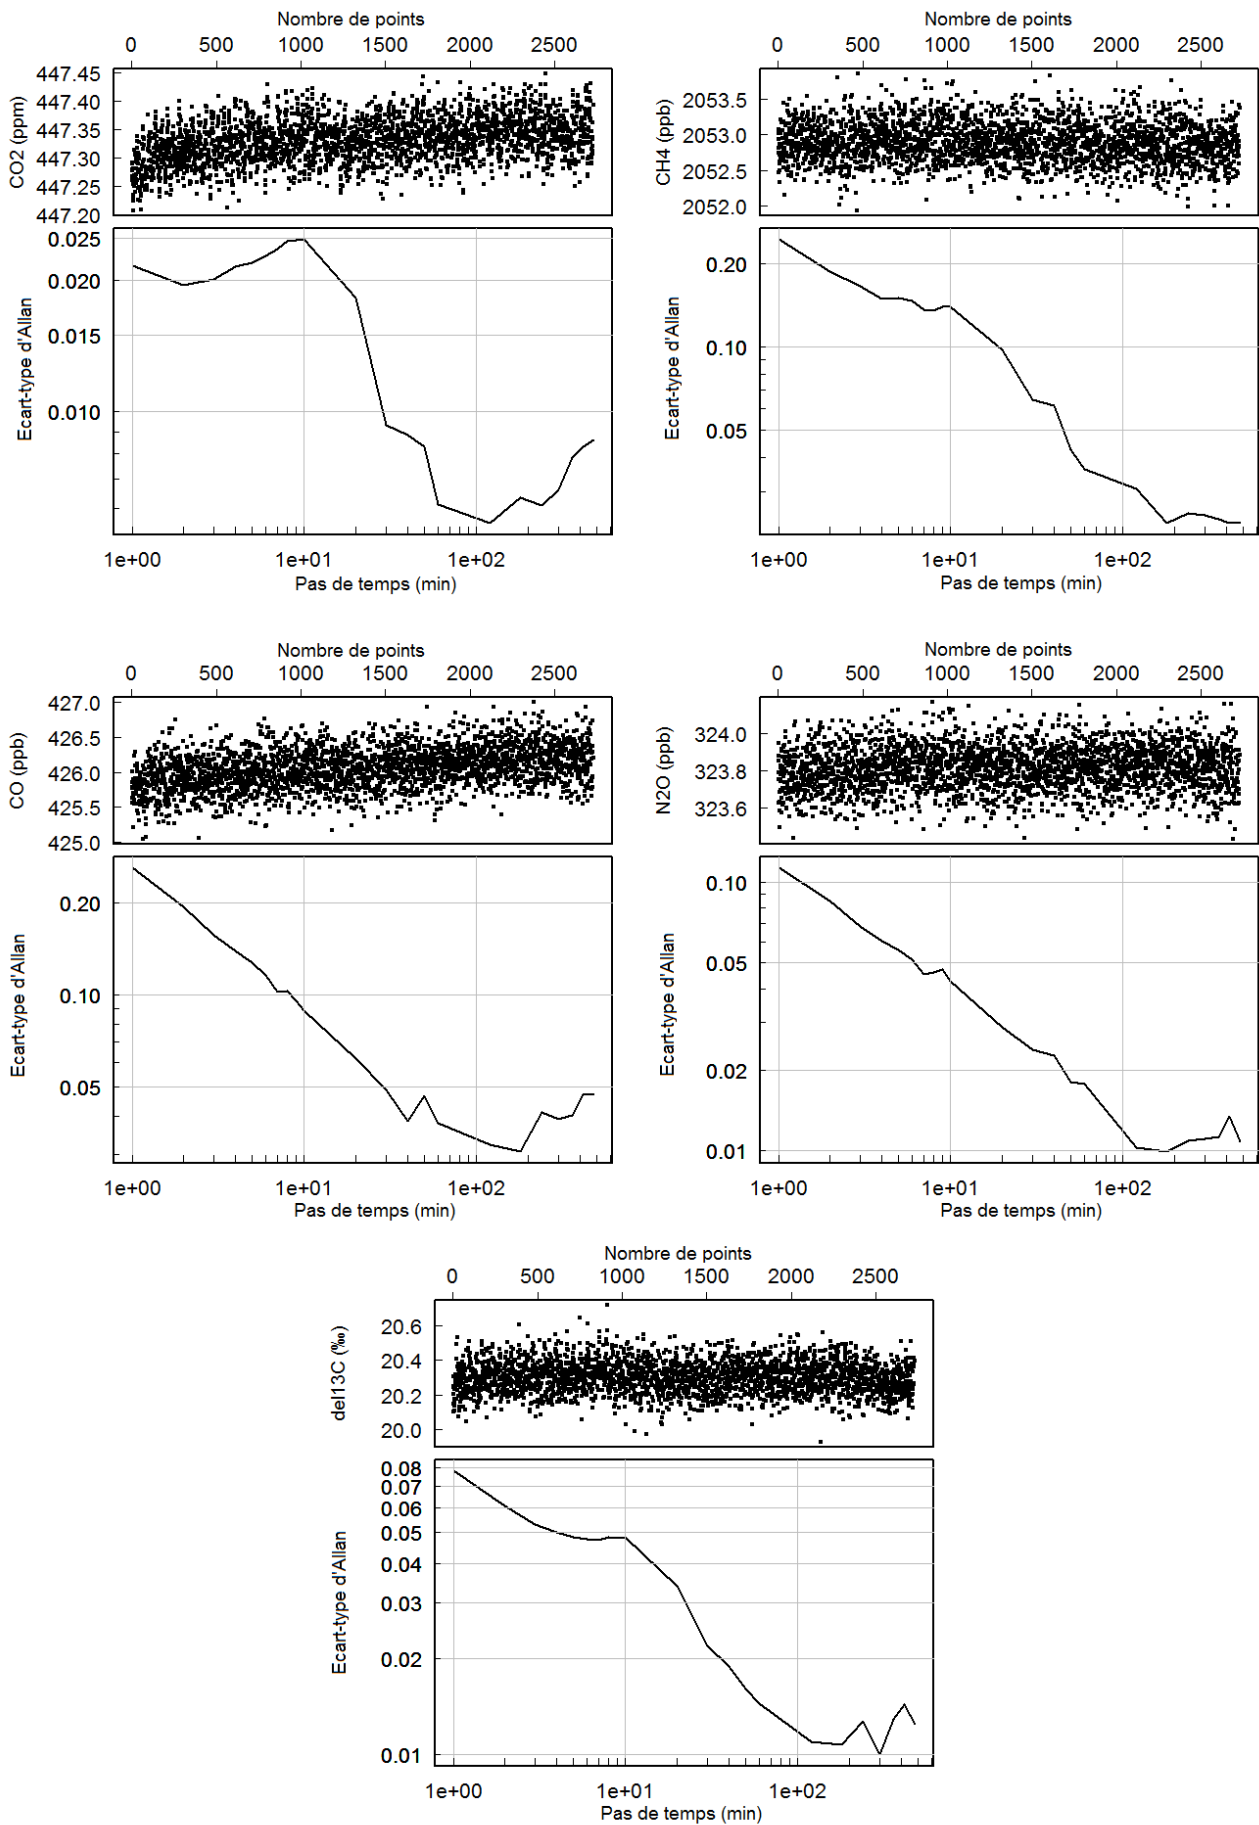 Nombre de points
0 500 1000 1500 2000 2500
CO2 (ppm)
447.45
447.40
447.35
447.30
447.25
447.20
Ecart-type d'Allan
0.025
0.020
0.015
0.010
1e+00 1e+01 1e+02
Pas de temps (min)
Nombre de points
0 500 1000 1500 2000 2500
CH4 (ppb)
2053.5
2053.0
2052.5
2052.0
Ecart-type d'Allan
0.20
0.10
0.05
1e+00 1e+01 1e+02
Pas de temps (min)
Nombre de points
0 500 1000 1500 2000 2500
CO (ppb)
427.0
426.5
426.0
425.5
425.0
Ecart-type d'Allan
0.20
0.10
0.05
1e+00 1e+01 1e+02
Pas de temps (min)
Nombre de points
0 500 1000 1500 2000 2500
N2O (ppb)
324.0
323.8
323.6
Ecart-type d'Allan
0.10
0.05
0.02
0.01
1e+00 1e+01 1e+02
Pas de temps (min)
Nombre de points
0 500 1000 1500 2000 2500
del13C (‰)
20.6
20.4
20.2
20.0
Ecart-type d'Allan
0.08
0.07
0.06
0.05
0.04
0.03
0.02
0.01
1e+00 1e+01 1e+02
Pas de temps (min)